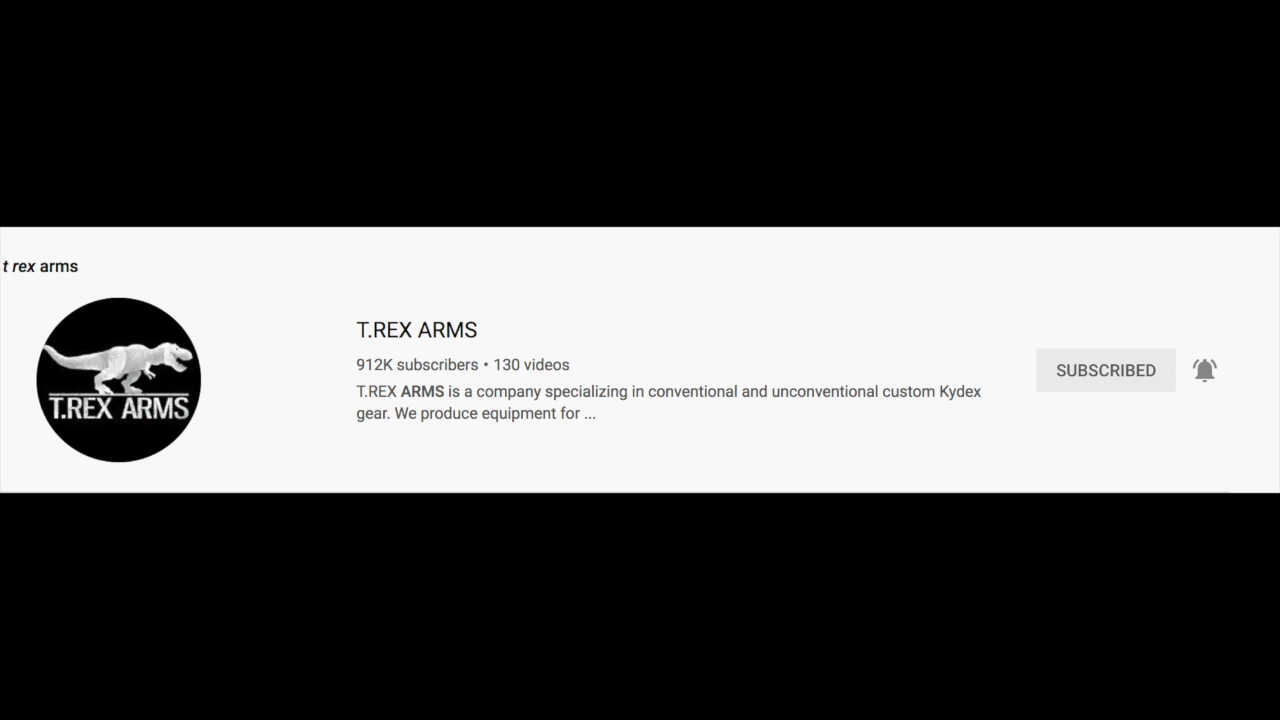 t rex arms
T.REX ARMS
T.REX ARMS
912K subscribers • 130 videos
T.REX ARMS is a company specializing in conventional and unconventional custom Kydex
gear. We produce equipment for ...
SUBSCRIBED